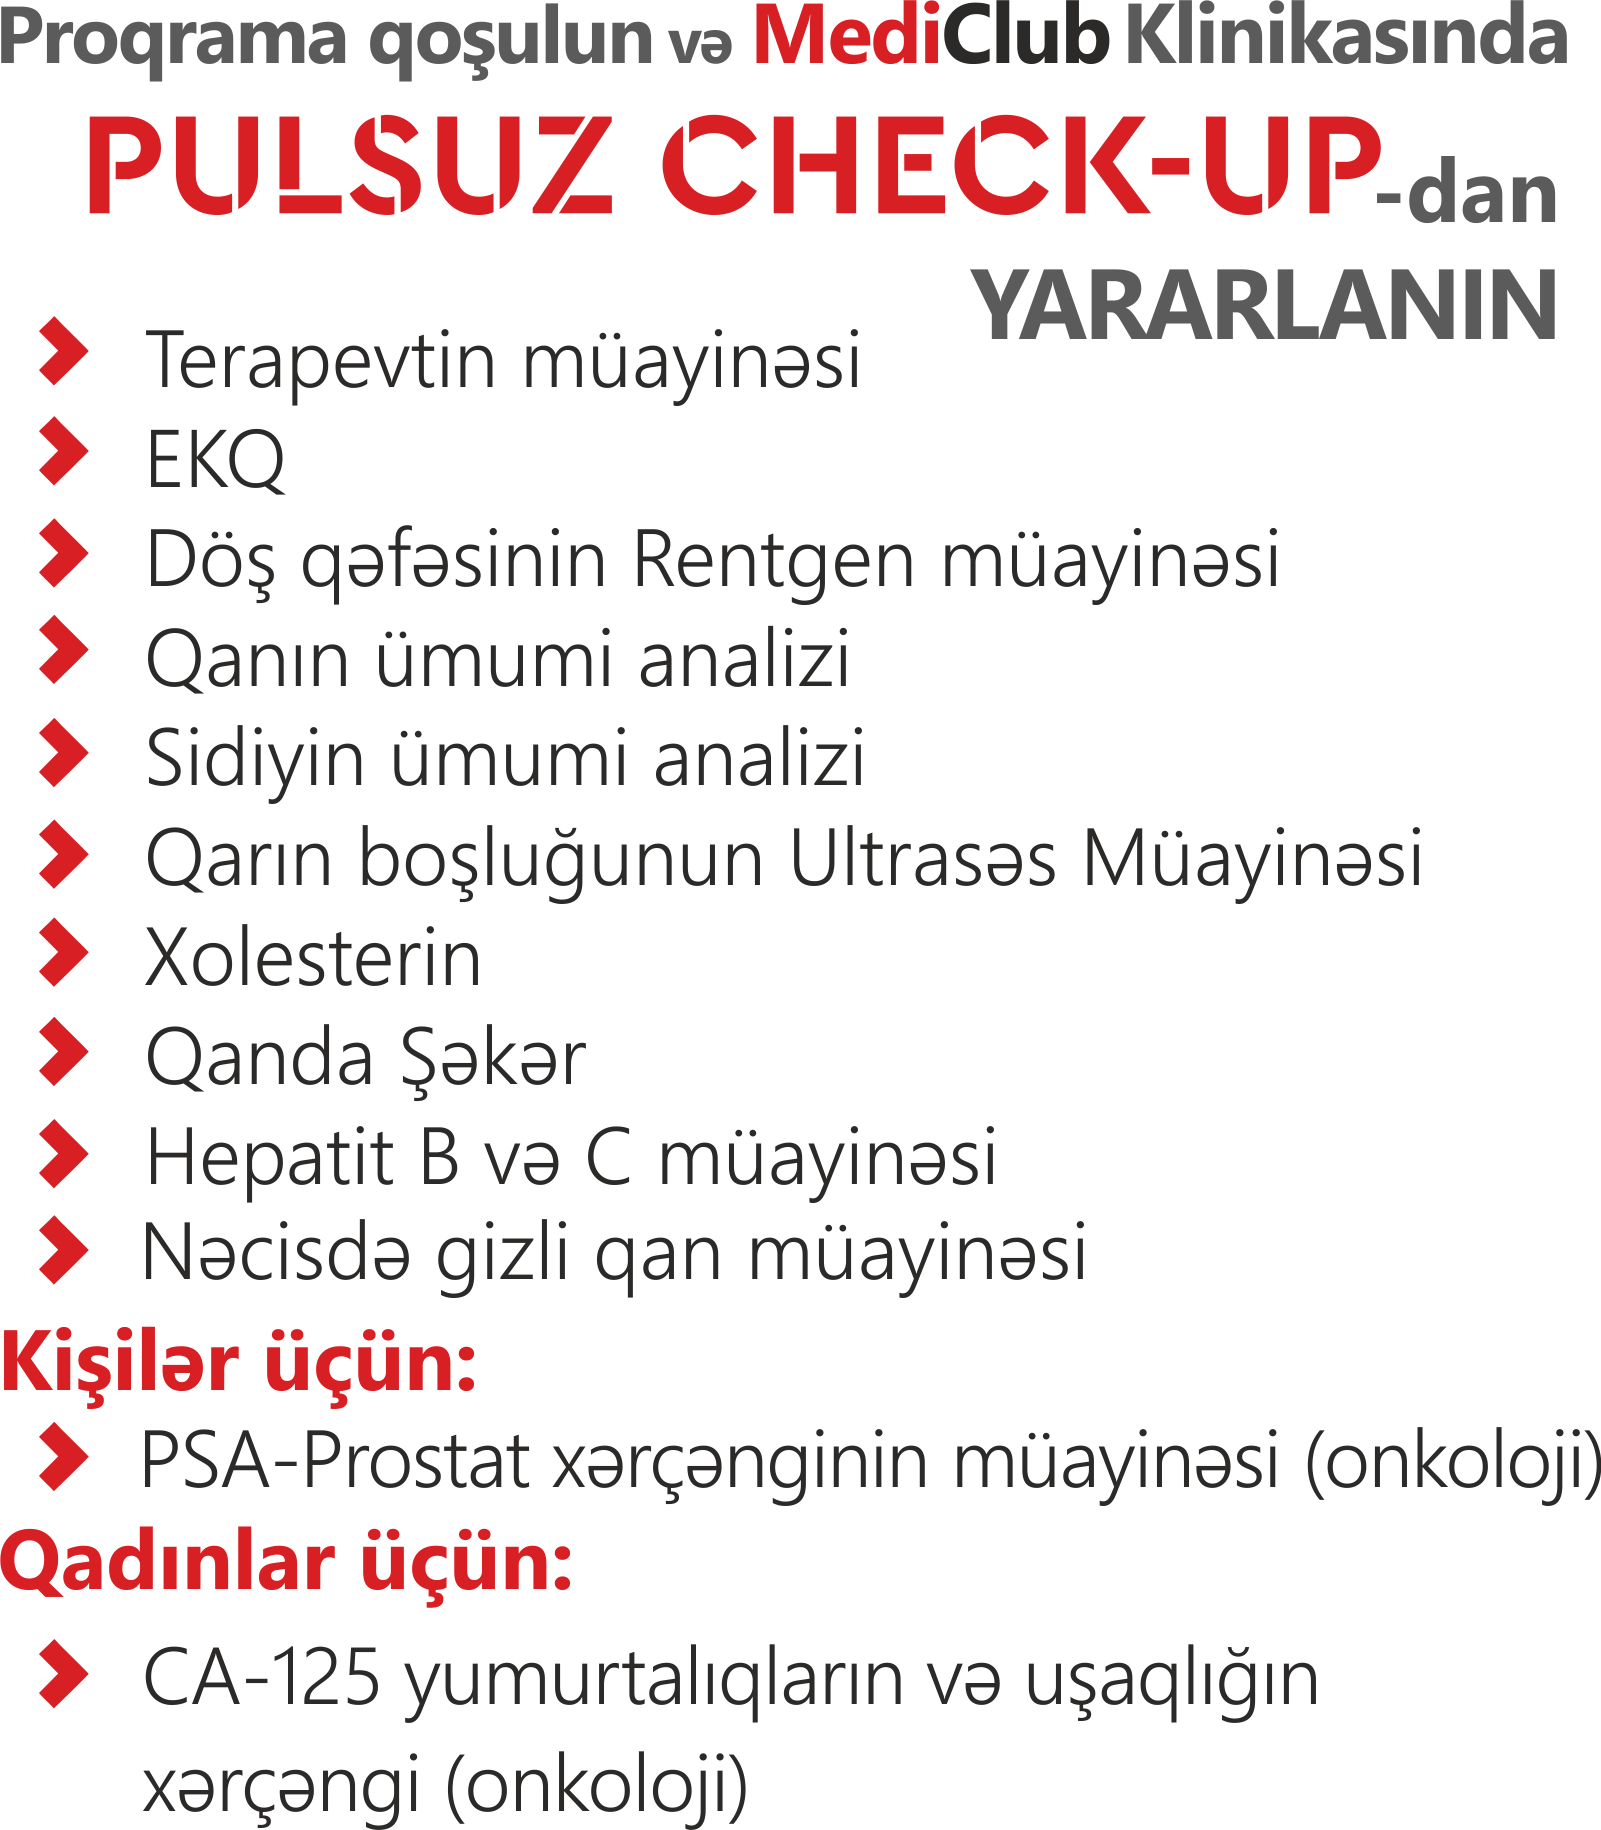 Proqrama qoşulun və MediClub Klinikasında
PULSUZ CHECK-UP-dan
YARARLANIN
Terapevtin müayinəsi
EKQ
Döş qəfəsinin Rentgen müayinəsi
Qanın ümumi analizi
Sidiyin ümumi analizi
Qarın boşluğunun Ultrasəs Müayinəsi
Xolesterin
Qanda Şəkər
Hepatit B və C müayinəsi
Nəcisdə gizli qan müayinəsi
Kişilər üçün:
PSA-Prostat xərçənginin müayinəsi (onkoloji)
Qadınlar üçün:
CA-125 yumurtalıqların və uşaqlığın
xərçəngi (onkoloji)